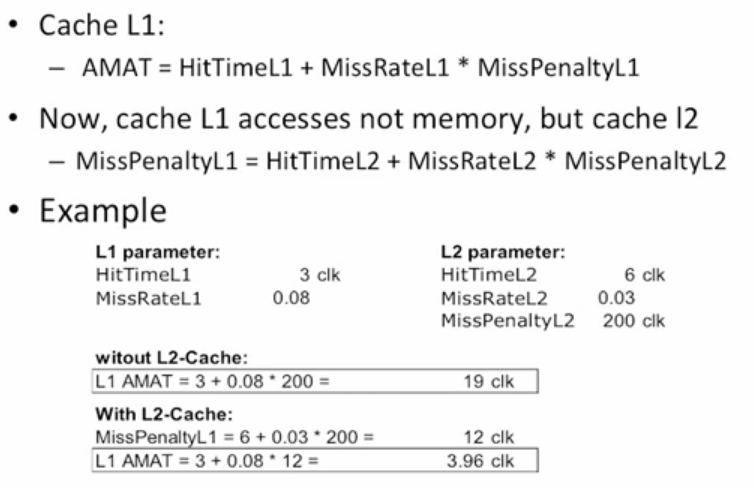 • Cache L1:
– AMAT = HitTimeL1 + MissRateL1 * MissPenaltyL1
• Now, cache L1 accesses not memory, but cache l2
– MissPenaltyL1 = HitTimeL2 + MissRateL2 * MissPenaltyL2
• Example
L1 parameter:
HitTimeL1 3 clk
MissRateL1 0.08
L2 parameter:
HitTimeL2 6 clk
MissRateL2 0.03
MissPenaltyL2 200 clk
witout L2-Cache:
L1 AMAT = 3 + 0.08 * 200 = 19 clk
With L2-Cache:
MissPenaltyL1 = 6 + 0.03 * 200 = 12 clk
L1 AMAT = 3 + 0.08 * 12 = 3.96 clk